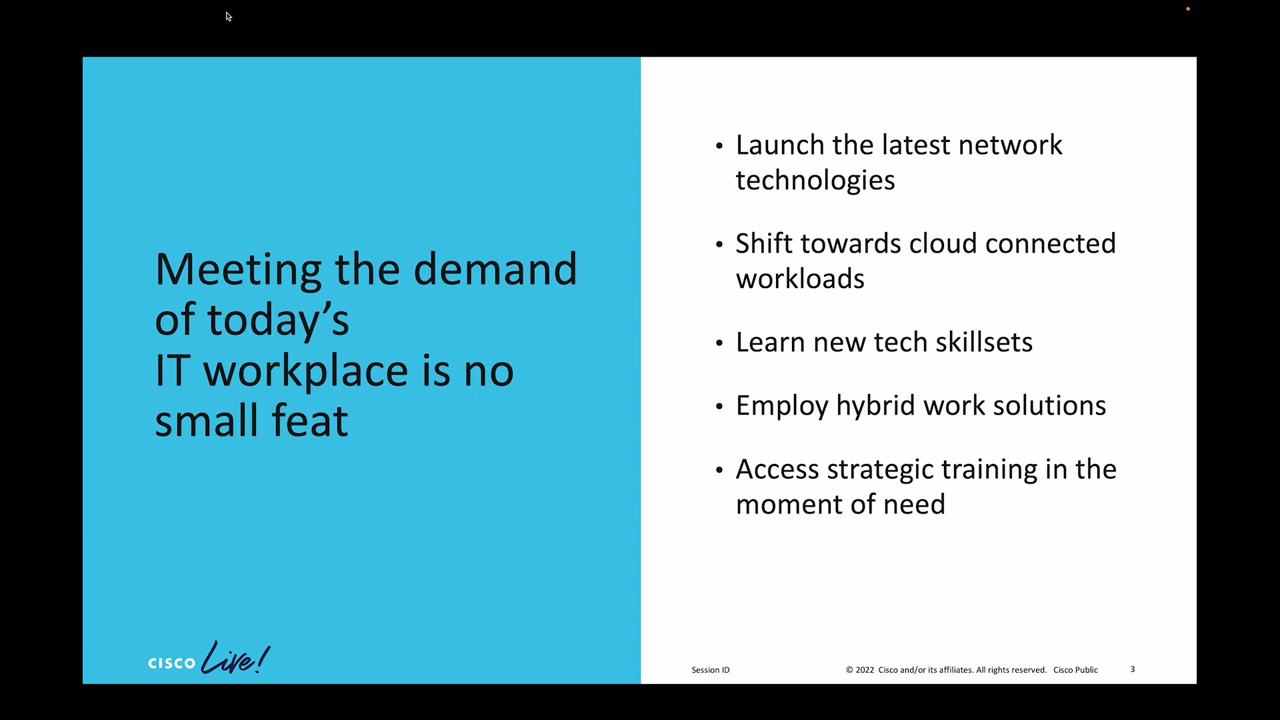 Meeting the demand
of today’s
IT workplace is no
small feat
• Launch the latest network
technologies
• Shift towards cloud connected
workloads
• Learn new tech skillsets
• Employ hybrid work solutions
• Access strategic training in the
moment of need
CISCO Live!
Session ID
© 2022 Cisco and/or its affiliates. All rights reserved. Cisco Public
3